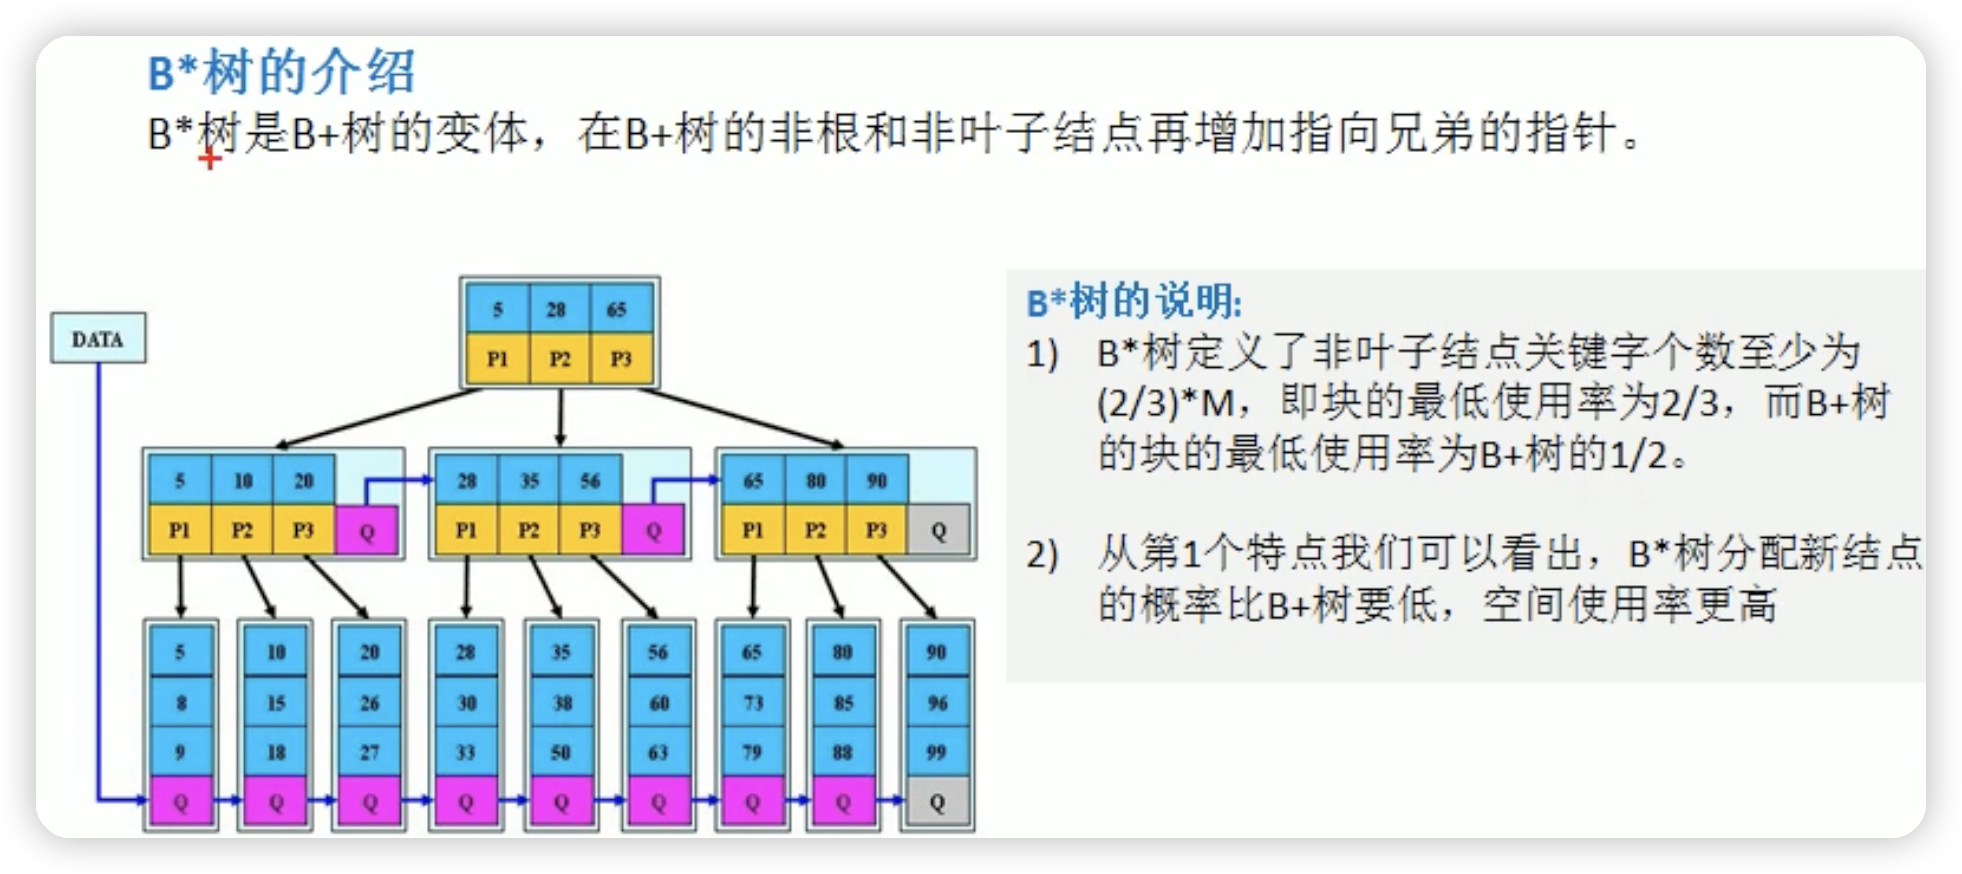 B*树的介绍
B*树是B+树的变体，在B+树的非根和非叶子结点再增加指向兄弟的指针。
B*树的说明:
1) B*树定义了非叶子结点关键字个数至少为
(2/3)*M，即块的最低使用率为2/3，而B+树
的块的最低使用率为B+树的1/2。
2) 从第1个特点我们可以看出，B*树分配新结点
的概率比B+树要低，空间使用率更高
5 28 65
DATA
P1 P2 P3
5 10 20 28 35 56 65 80 90
P1 P2 P3 Q P1 P2 P3 Q P1 P2 P3 Q
5 10 20 28 35 56 65 80 90
8 15 26 30 38 60 73 85 96
9 18 27 33 50 63 79 88 99
Q Q Q Q Q Q Q Q Q